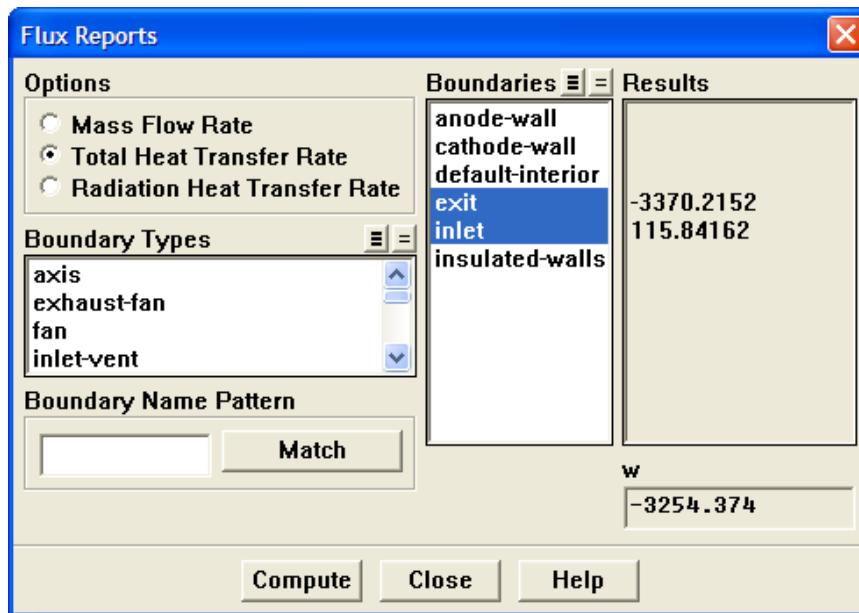 Flux Reports
Options
Mass Flow Rate
Total Heat Transfer Rate
Radiation Heat Transfer Rate
Boundary Types
axis
exhaust-fan
fan
inlet-vent
Boundary Name Pattern
Match
Boundaries
anode-wall
cathode-wall
default-interior
exit
inlet
insulated-walls
Results
-3370.2152
115.84162
w
-3254.374
Compute
Close
Help